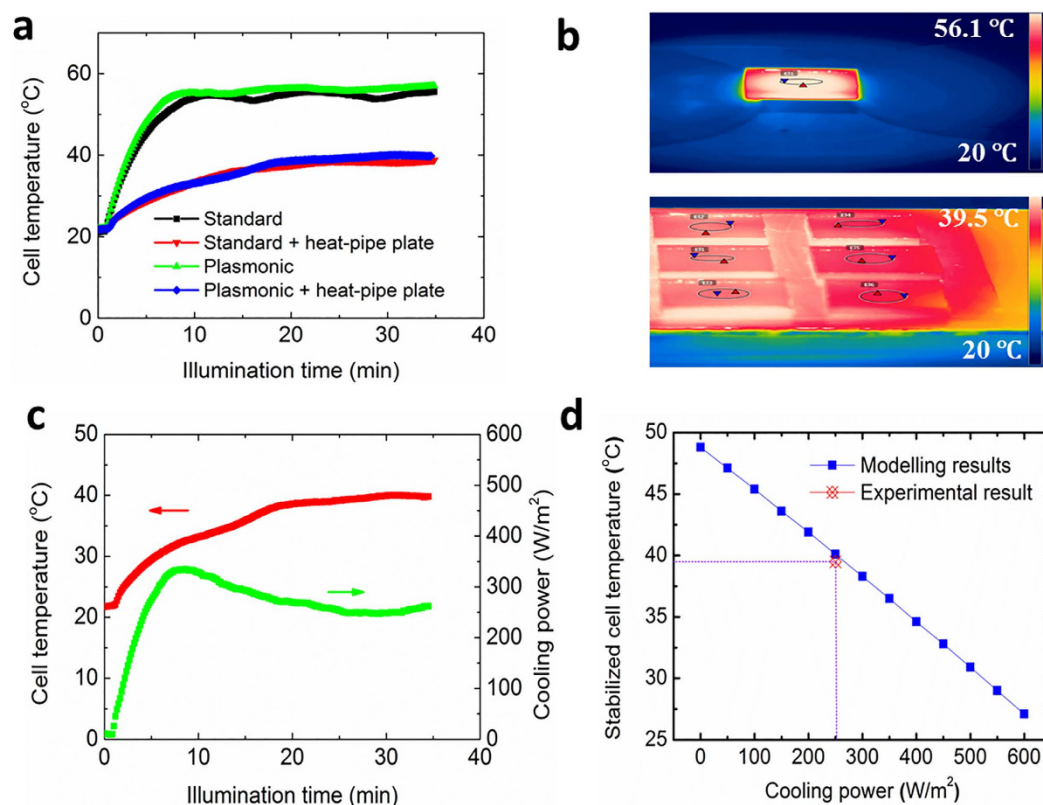 a
Cell temperature (°C)
60
40
20
0
Standard
Standard + heat-pipe plate
Plasmonic
Plasmonic + heat-pipe plate
0
10
20
30
40
Illumination time (min)
b
56.1 ℃
20 ℃
39.5 ℃
20 ℃
c
Cell temperature (°C)
50
40
30
20
10
0
600
500
400
300
200
100
0
Cooling power (W/m²)
0
10
20
30
40
Illumination time (min)
d
Stabilized cell temperature (°C)
50
45
40
35
30
25
Modelling results
Experimental result
0 100 200 300 400 500 600
Cooling power (W/m²)